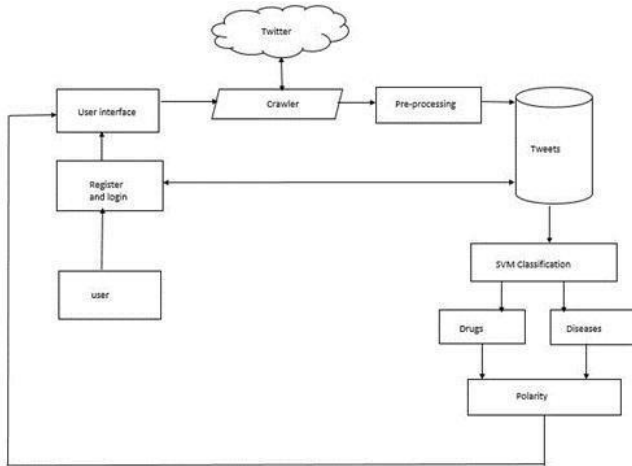 Twitter
User interface
Crawler
Pre-processing
Tweets
Register
and login
user
SVM Classification
Drugs
Diseases
Polarity